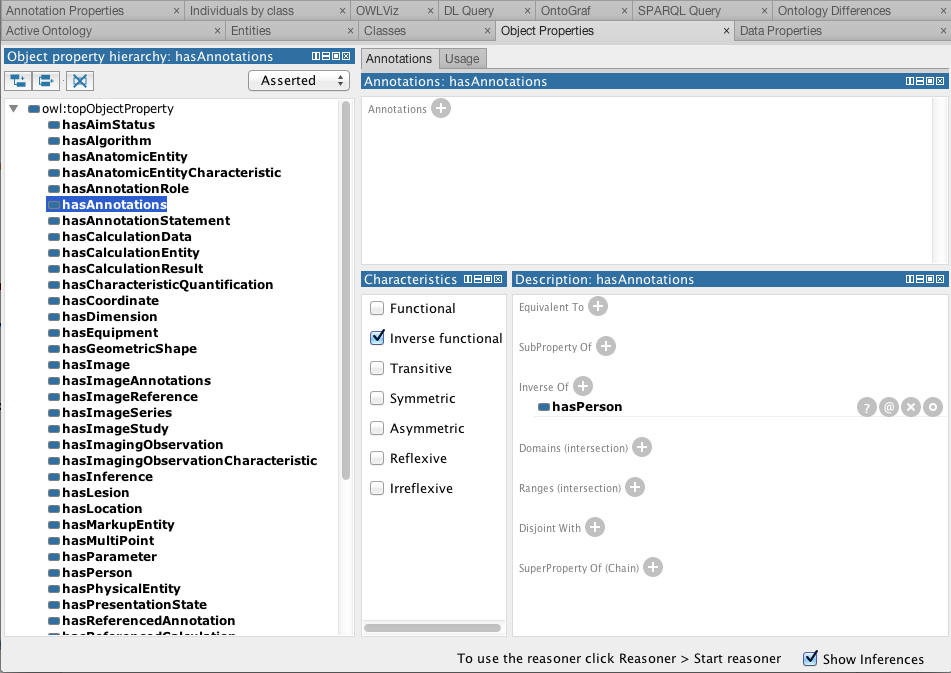 Annotation Properties × Individuals by class × OWLViz × DL Query × OntoGraf × SPARQL Query × Ontology Differences ×
Active Ontology × Entities × Classes × Object Properties × Data Properties ×
Object property hierarchy: hasAnnotations
Asserted
owl:topObjectProperty
hasAimStatus
hasAlgorithm
hasAnatomicEntity
hasAnatomicEntityCharacteristic
hasAnnotationRole
hasAnnotations
hasAnnotationStatement
hasCalculationData
hasCalculationEntity
hasCalculationResult
hasCharacteristicQuantification
hasCoordinate
hasDimension
hasEquipment
hasGeometricShape
hasImage
hasImageAnnotations
hasImageReference
hasImageSeries
hasImageStudy
hasImagingObservation
hasImagingObservationCharacteristic
hasInference
hasLesion
hasLocation
hasMarkupEntity
hasMultiPoint
hasParameter
hasPerson
hasPhysicalEntity
hasPresentationState
hasReferencedAnnotation
hasReferencedCalculation
Annotations Usage
Annotations: hasAnnotations
Annotations +
Characteristics
Functional
Inverse functional
Transitive
Symmetric
Asymmetric
Reflexive
Irreflexive
Description: hasAnnotations
Equivalent To +
SubProperty Of +
Inverse Of +
hasPerson ? @ × o
Domains (intersection) +
Ranges (intersection) +
Disjoint With +
SuperProperty Of (Chain) +
To use the reasoner click Reasoner > Start reasoner Show Inferences